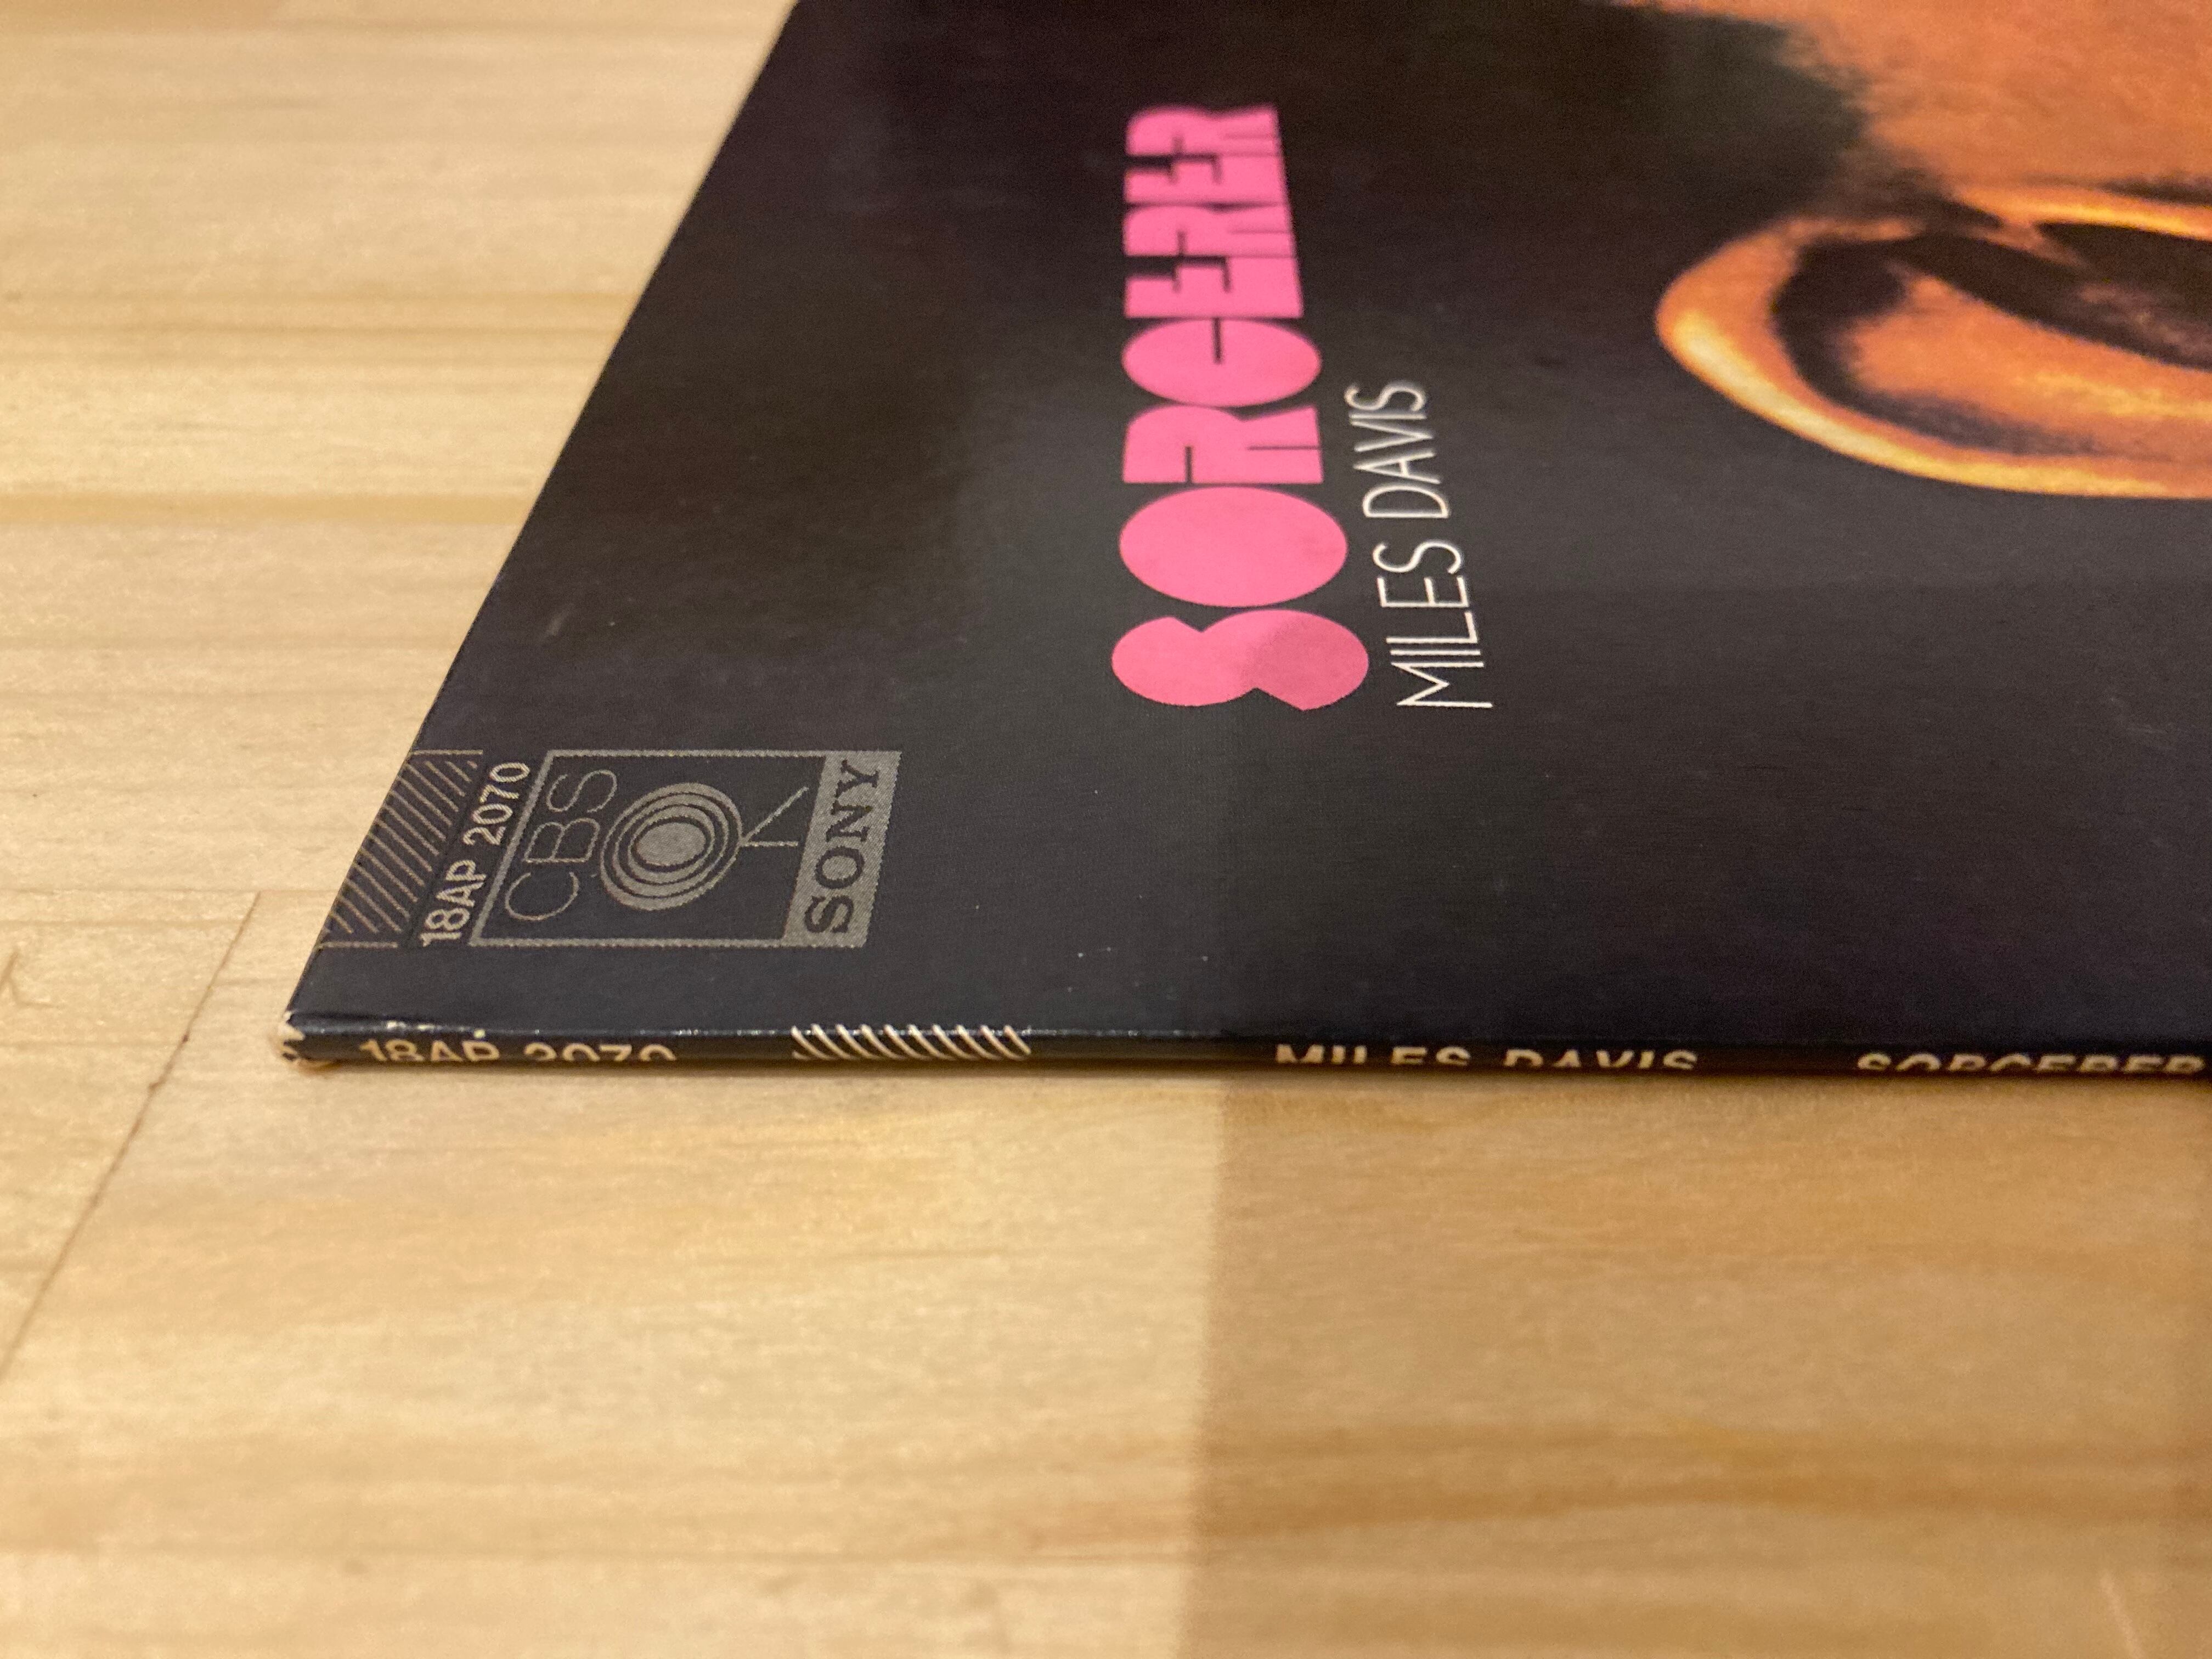 18AP 2070
CBS
SONY
SORCERER
MILES DAVIS
18AP 2070 MILES DAVIS SORCERER